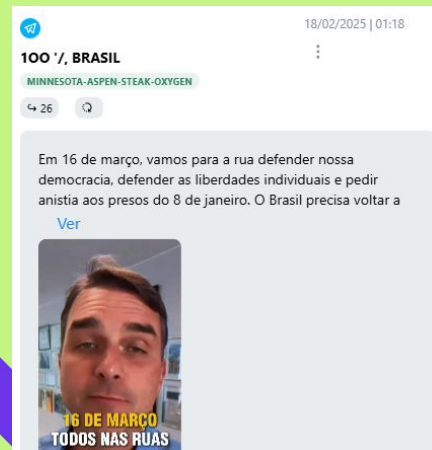 18/02/2025 | 01:18
1OO '/, BRASIL
MINNESOTA-ASPEN-STEAK-OXYGEN
26
Em 16 de março, vamos para a rua defender nossa
democracia, defender as liberdades individuais e pedir
anistia aos presos do 8 de janeiro. O Brasil precisa voltar a
Ver
16 DE MARÇO
TODOS NAS RUAS